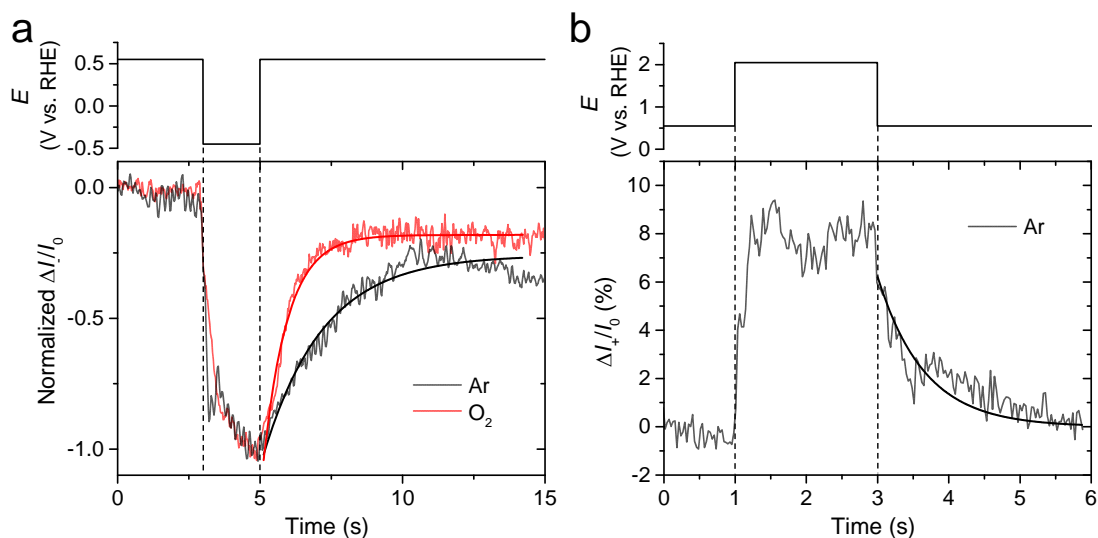 a
E
(V vs. RHE)
0.5
0.0
-0.5
Normalized ΔI₋/I₀
0.0
-0.5
-1.0
Ar
O₂
0 5 10 15
Time (s)
b
E
(V vs. RHE)
2
1
0
ΔI₊/I₀ (%)
10
8
6
4
2
0
-2
Ar
0 1 2 3 4 5 6
Time (s)